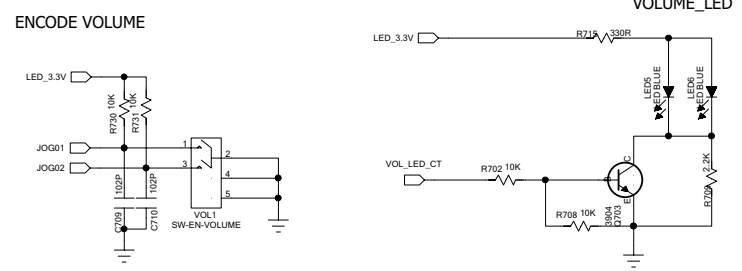 VOLUME_LED
ENCODE VOLUME
LED_3.3V
R730 10K
R731 10K
JOG01
JOG02
1
3
2
4
5
102P
102P
C709
C710
VOL1
SW-EN-VOLUME
LED_3.3V
R715 330R
LED5
ED BLUE
LED6
ED BLUE
VOL_LED_CT
R702 10K
B
C
E
R708 10K
3904
Q703
R709 2.2K